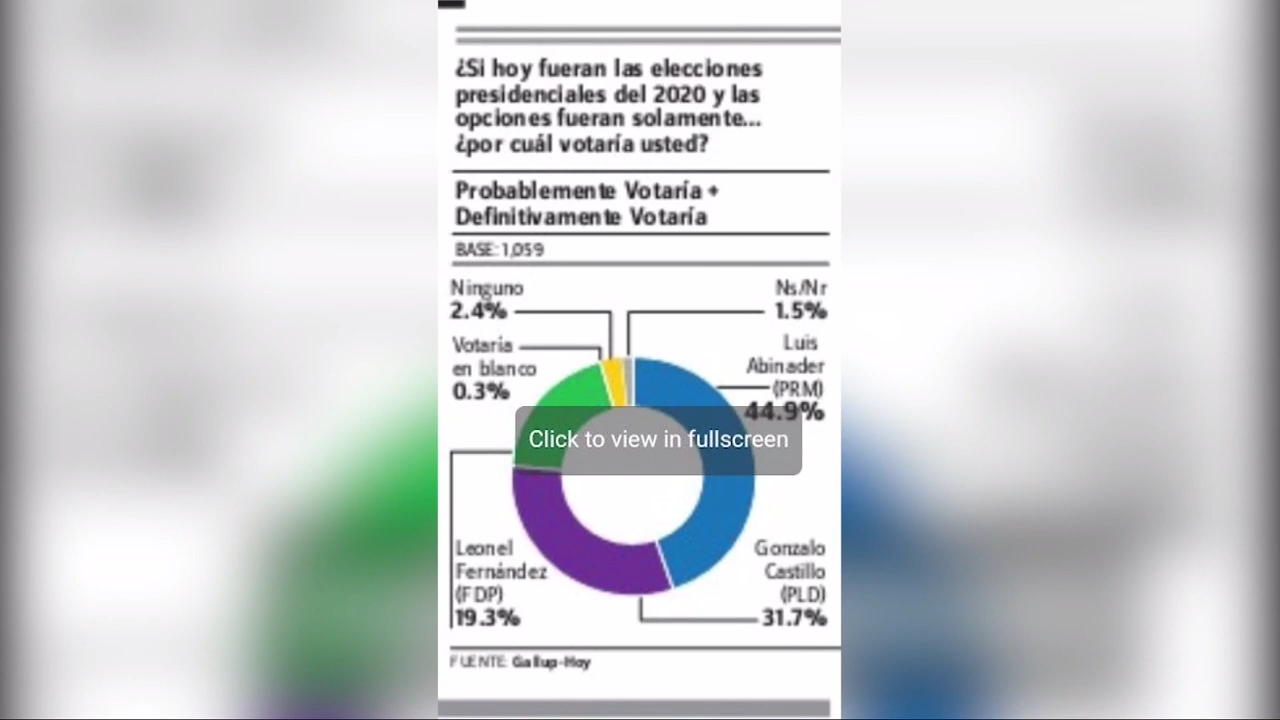 ¿Si hoy fueran las elecciones
presidenciales del 2020 y las
opciones fueran solamente...
¿por cuál votaría usted?
Probablemente Votaría +
Definitivamente Votaría
BASE: 1,059
Ninguno
2.4%
Ns/Nr
1.5%
Votaría
en blanco
0.3%
Luis
Abinader
(PRM)
44.9%
Click to view in fullscreen
Leonel
Fernández
(FDP)
19.3%
Gonzalo
Castillo
(PLD)
31.7%
FUENTE: Gallup-Hoy